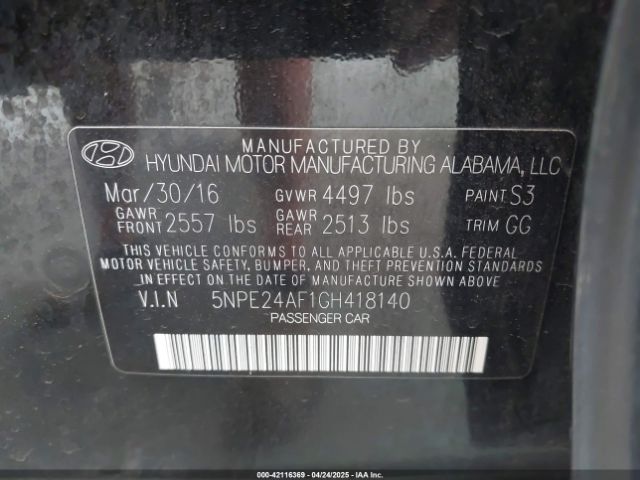 MANUFACTURED BY
HYUNDAI MOTOR MANUFACTURING ALABAMA, LLC
Mar/30/16 GVWR 4497 lbs PAINT S3
GAWR FRONT 2557 lbs GAWR REAR 2513 lbs TRIM GG
THIS VEHICLE CONFORMS TO ALL APPLICABLE U.S.A. FEDERAL
MOTOR VEHICLE SAFETY, BUMPER, AND THEFT PREVENTION STANDARDS
IN EFFECT ON THE DATE OF MANUFACTURE SHOWN ABOVE.
V.I.N 5NPE24AF1GH418140
PASSENGER CAR
000-42116369 - 04/24/2025 - IAA Inc.